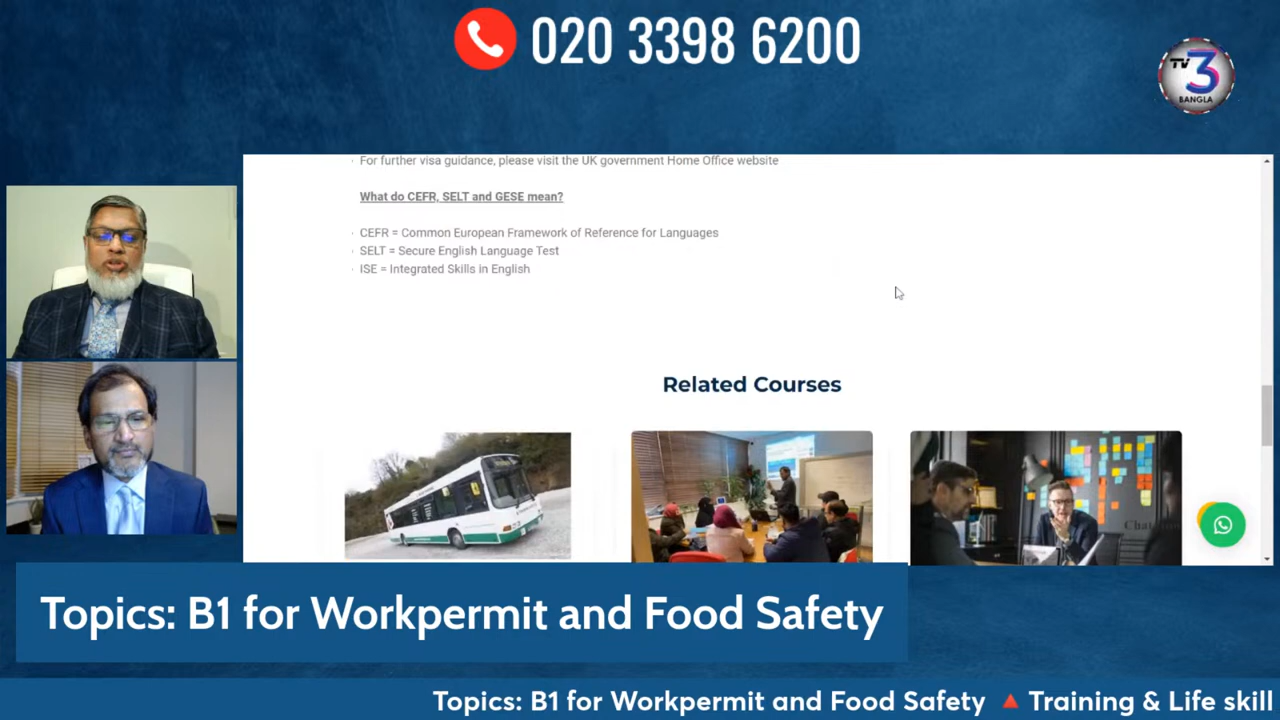 020 3398 6200
TV 3
BANGLA
· For further visa guidance, please visit the UK government Home Office website
What do CEFR, SELT and GESE mean?
· CEFR = Common European Framework of Reference for Languages
· SELT = Secure English Language Test
· ISE = Integrated Skills in English
Related Courses
Topics: B1 for Workpermit and Food Safety
Topics: B1 for Workpermit and Food Safety 🔺Training & Life skill